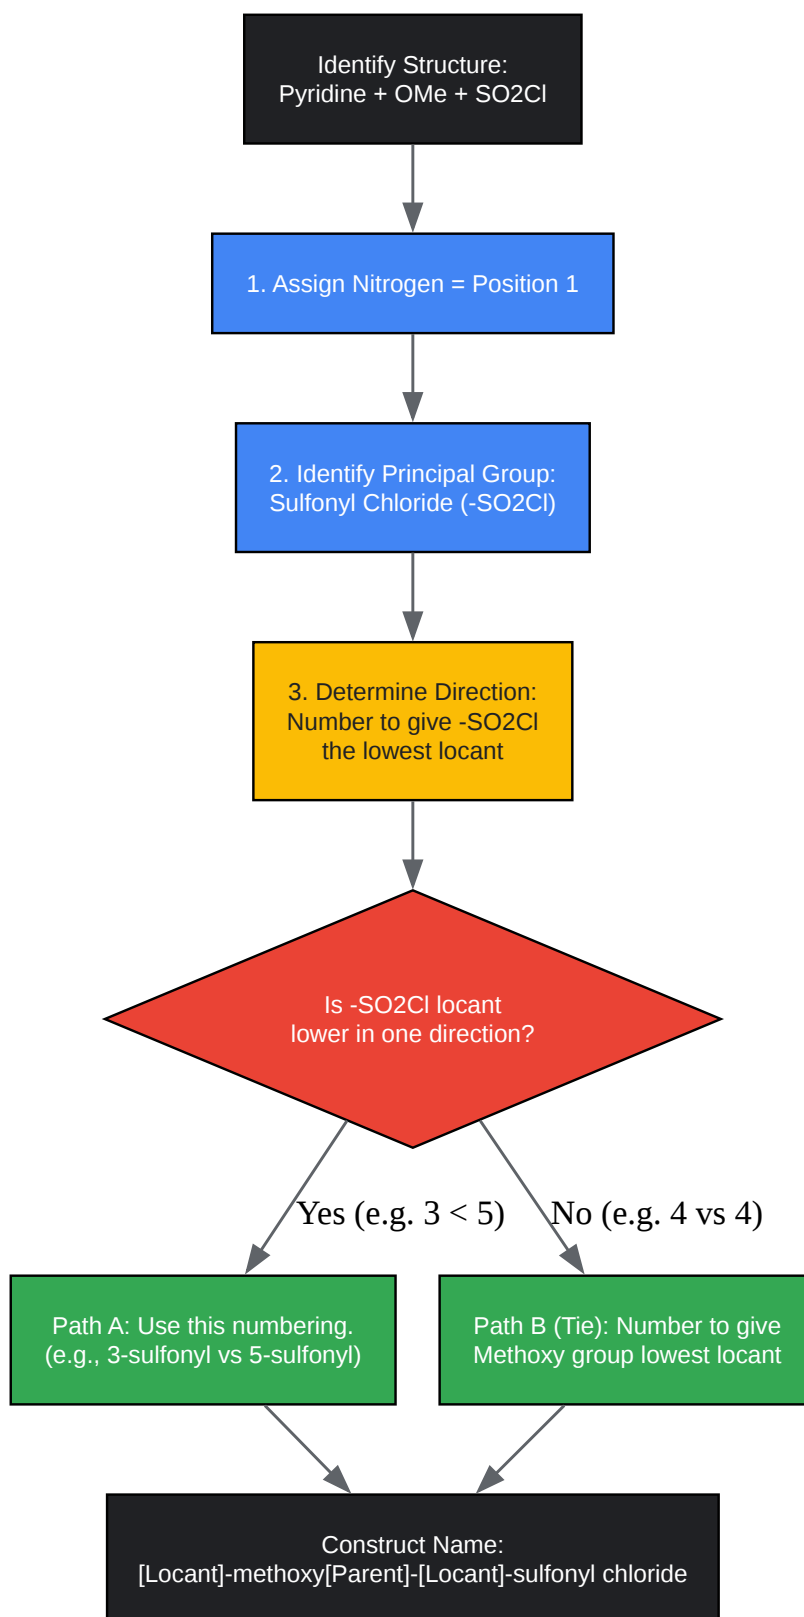 Identify Structure:
Pyridine + OMe + SO2Cl
1. Assign Nitrogen = Position 1
2. Identify Principal Group:
Sulfonyl Chloride (-SO2Cl)
3. Determine Direction:
Number to give -SO2Cl
the lowest locant
Is -SO2Cl locant
lower in one direction?
Yes (e.g. 3 < 5)
No (e.g. 4 vs 4)
Path A: Use this numbering.
(e.g., 3-sulfonyl vs 5-sulfonyl)
Path B (Tie): Number to give
Methoxy group lowest locant
Construct Name:
[Locant]-methoxy[Parent]-[Locant]-sulfonyl chloride